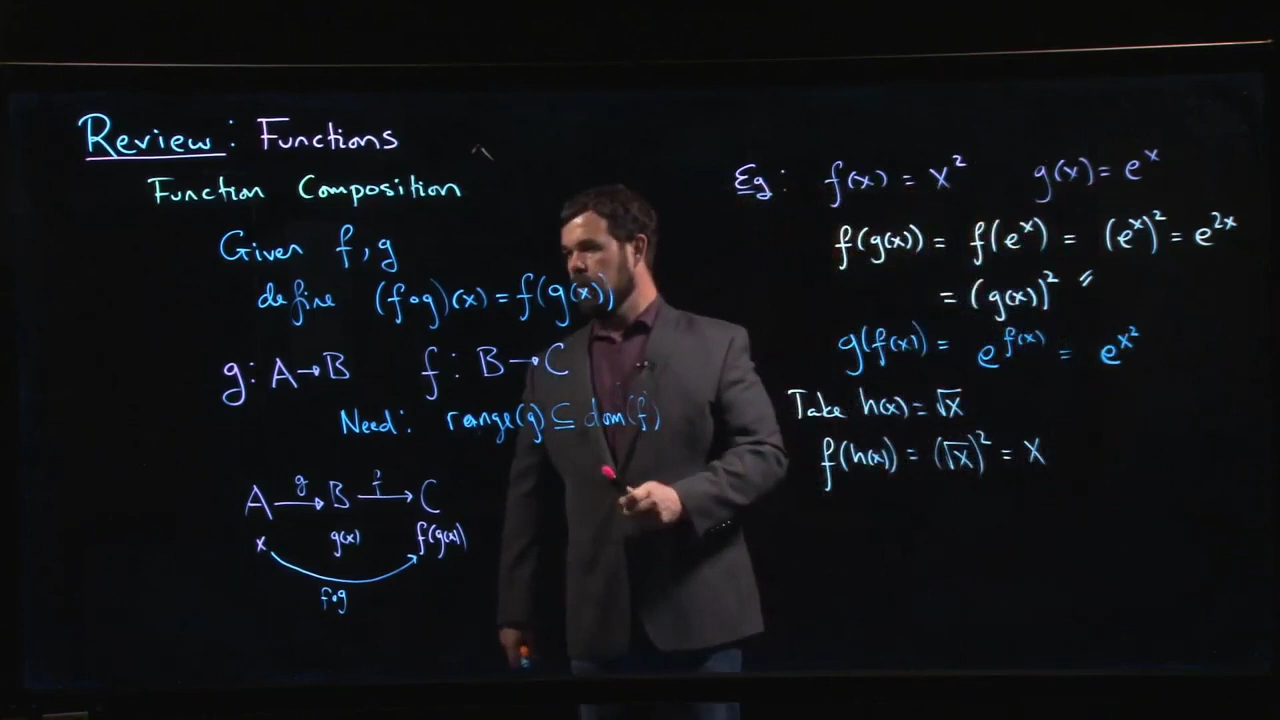 Review: Functions
Function Composition
Given f, g
define (f∘g)(x) = f(g(x))
g: A→B f: B→C
Need: range(g) ⊆ dom(f)
A g→ B f→ C
x g(x) f(g(x))
f∘g
Eg: f(x) = x² g(x) = eˣ
f(g(x)) = f(eˣ) = (eˣ)² = e²ˣ
= (g(x))² 〃
g(f(x)) = e^f(x) = e^x²
Take h(x) = √x
f(h(x)) = (√x)² = x